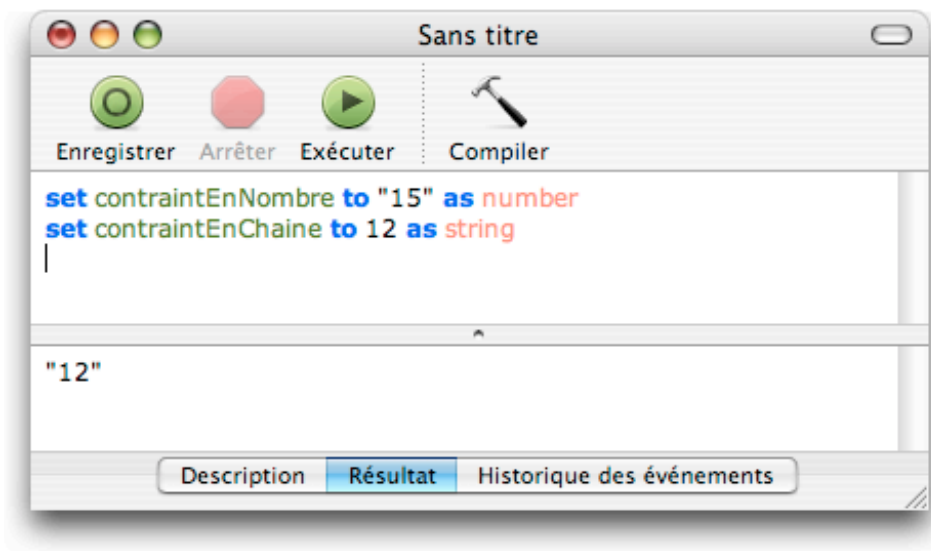 Sans titre
Enregistrer Arrêter Exécuter Compiler
set contraintEnNombre to "15" as number
set contraintEnChaine to 12 as string
"12"
Description Résultat Historique des événements